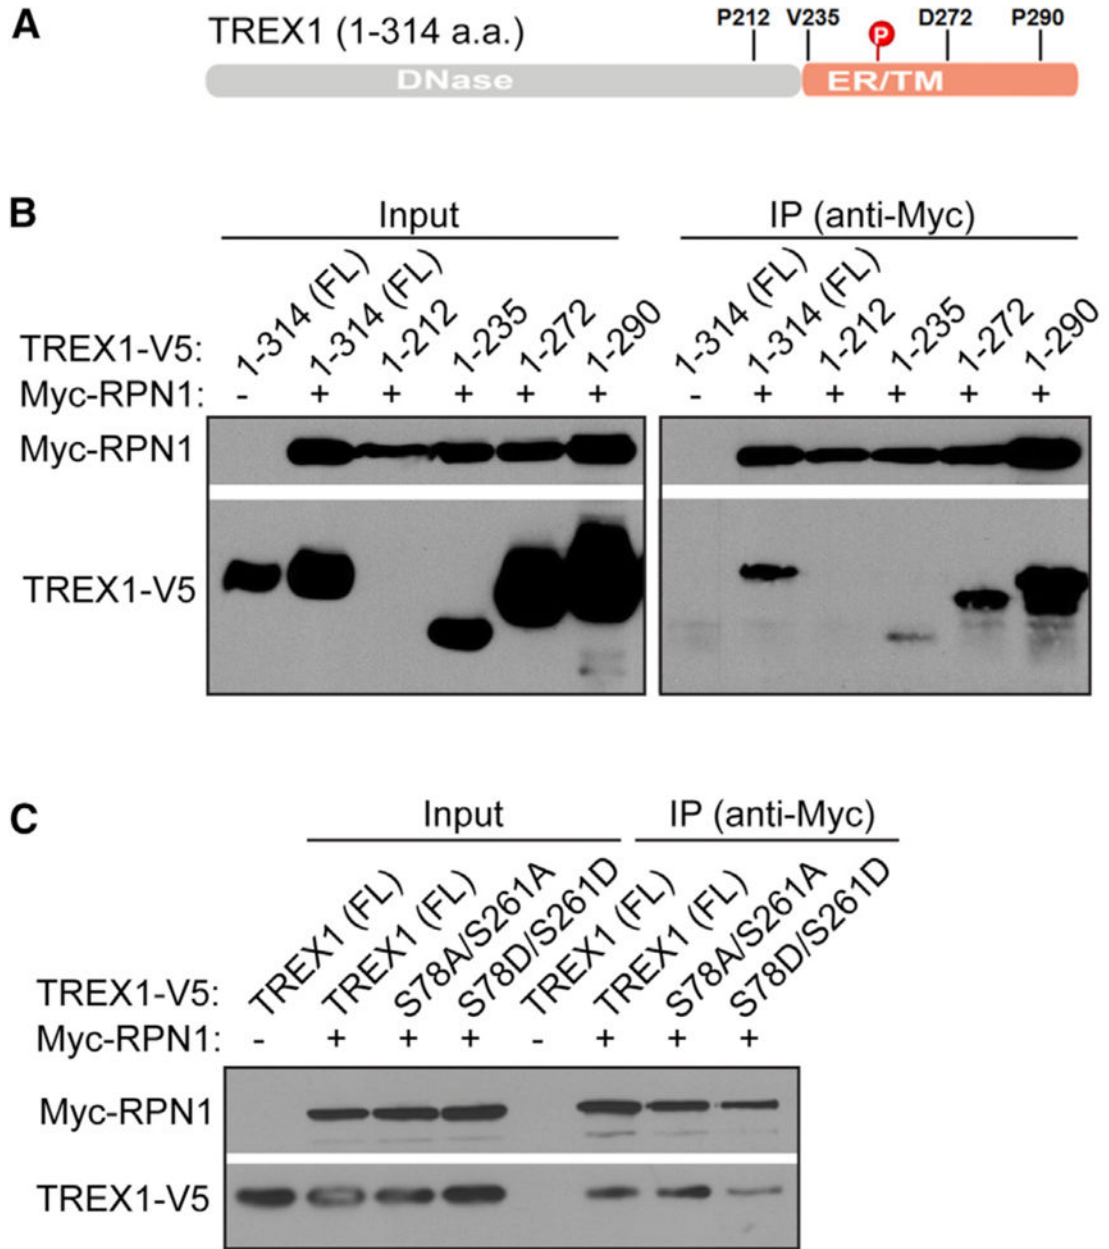 A
TREX1 (1-314 a.a.)
P212 V235 P D272 P290
DNase ER/TM
B
Input IP (anti-Myc)
TREX1-V5: 1-314 (FL) 1-314 (FL) 1-212 1-235 1-272 1-290 1-314 (FL) 1-314 (FL) 1-212 1-235 1-272 1-290
Myc-RPN1: - + + + + + - + + + + +
Myc-RPN1
TREX1-V5
C
Input IP (anti-Myc)
TREX1-V5: TREX1 (FL) TREX1 (FL) S78A/S261A S78D/S261D TREX1 (FL) TREX1 (FL) S78A/S261A S78D/S261D
Myc-RPN1: - + + + - + + +
Myc-RPN1
TREX1-V5